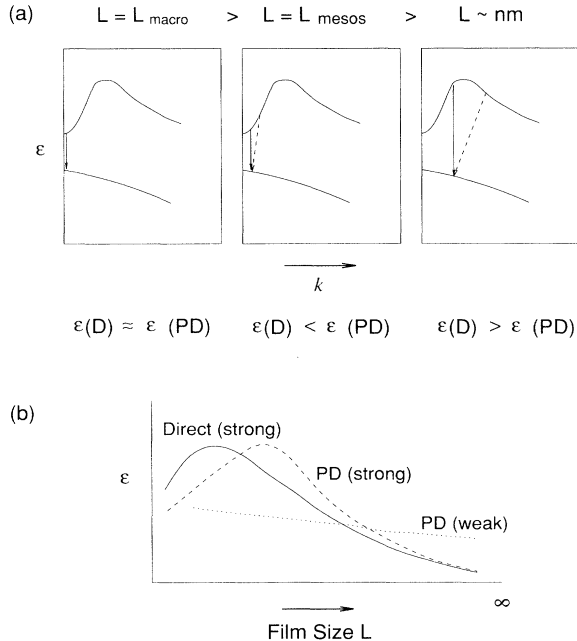 (a) L = L macro > L = L mesos > L ~ nm
ε
k
ε(D) ≈ ε (PD) ε(D) < ε (PD) ε(D) > ε (PD)
(b)
Direct (strong)
ε
PD (strong)
PD (weak)
∞
Film Size L